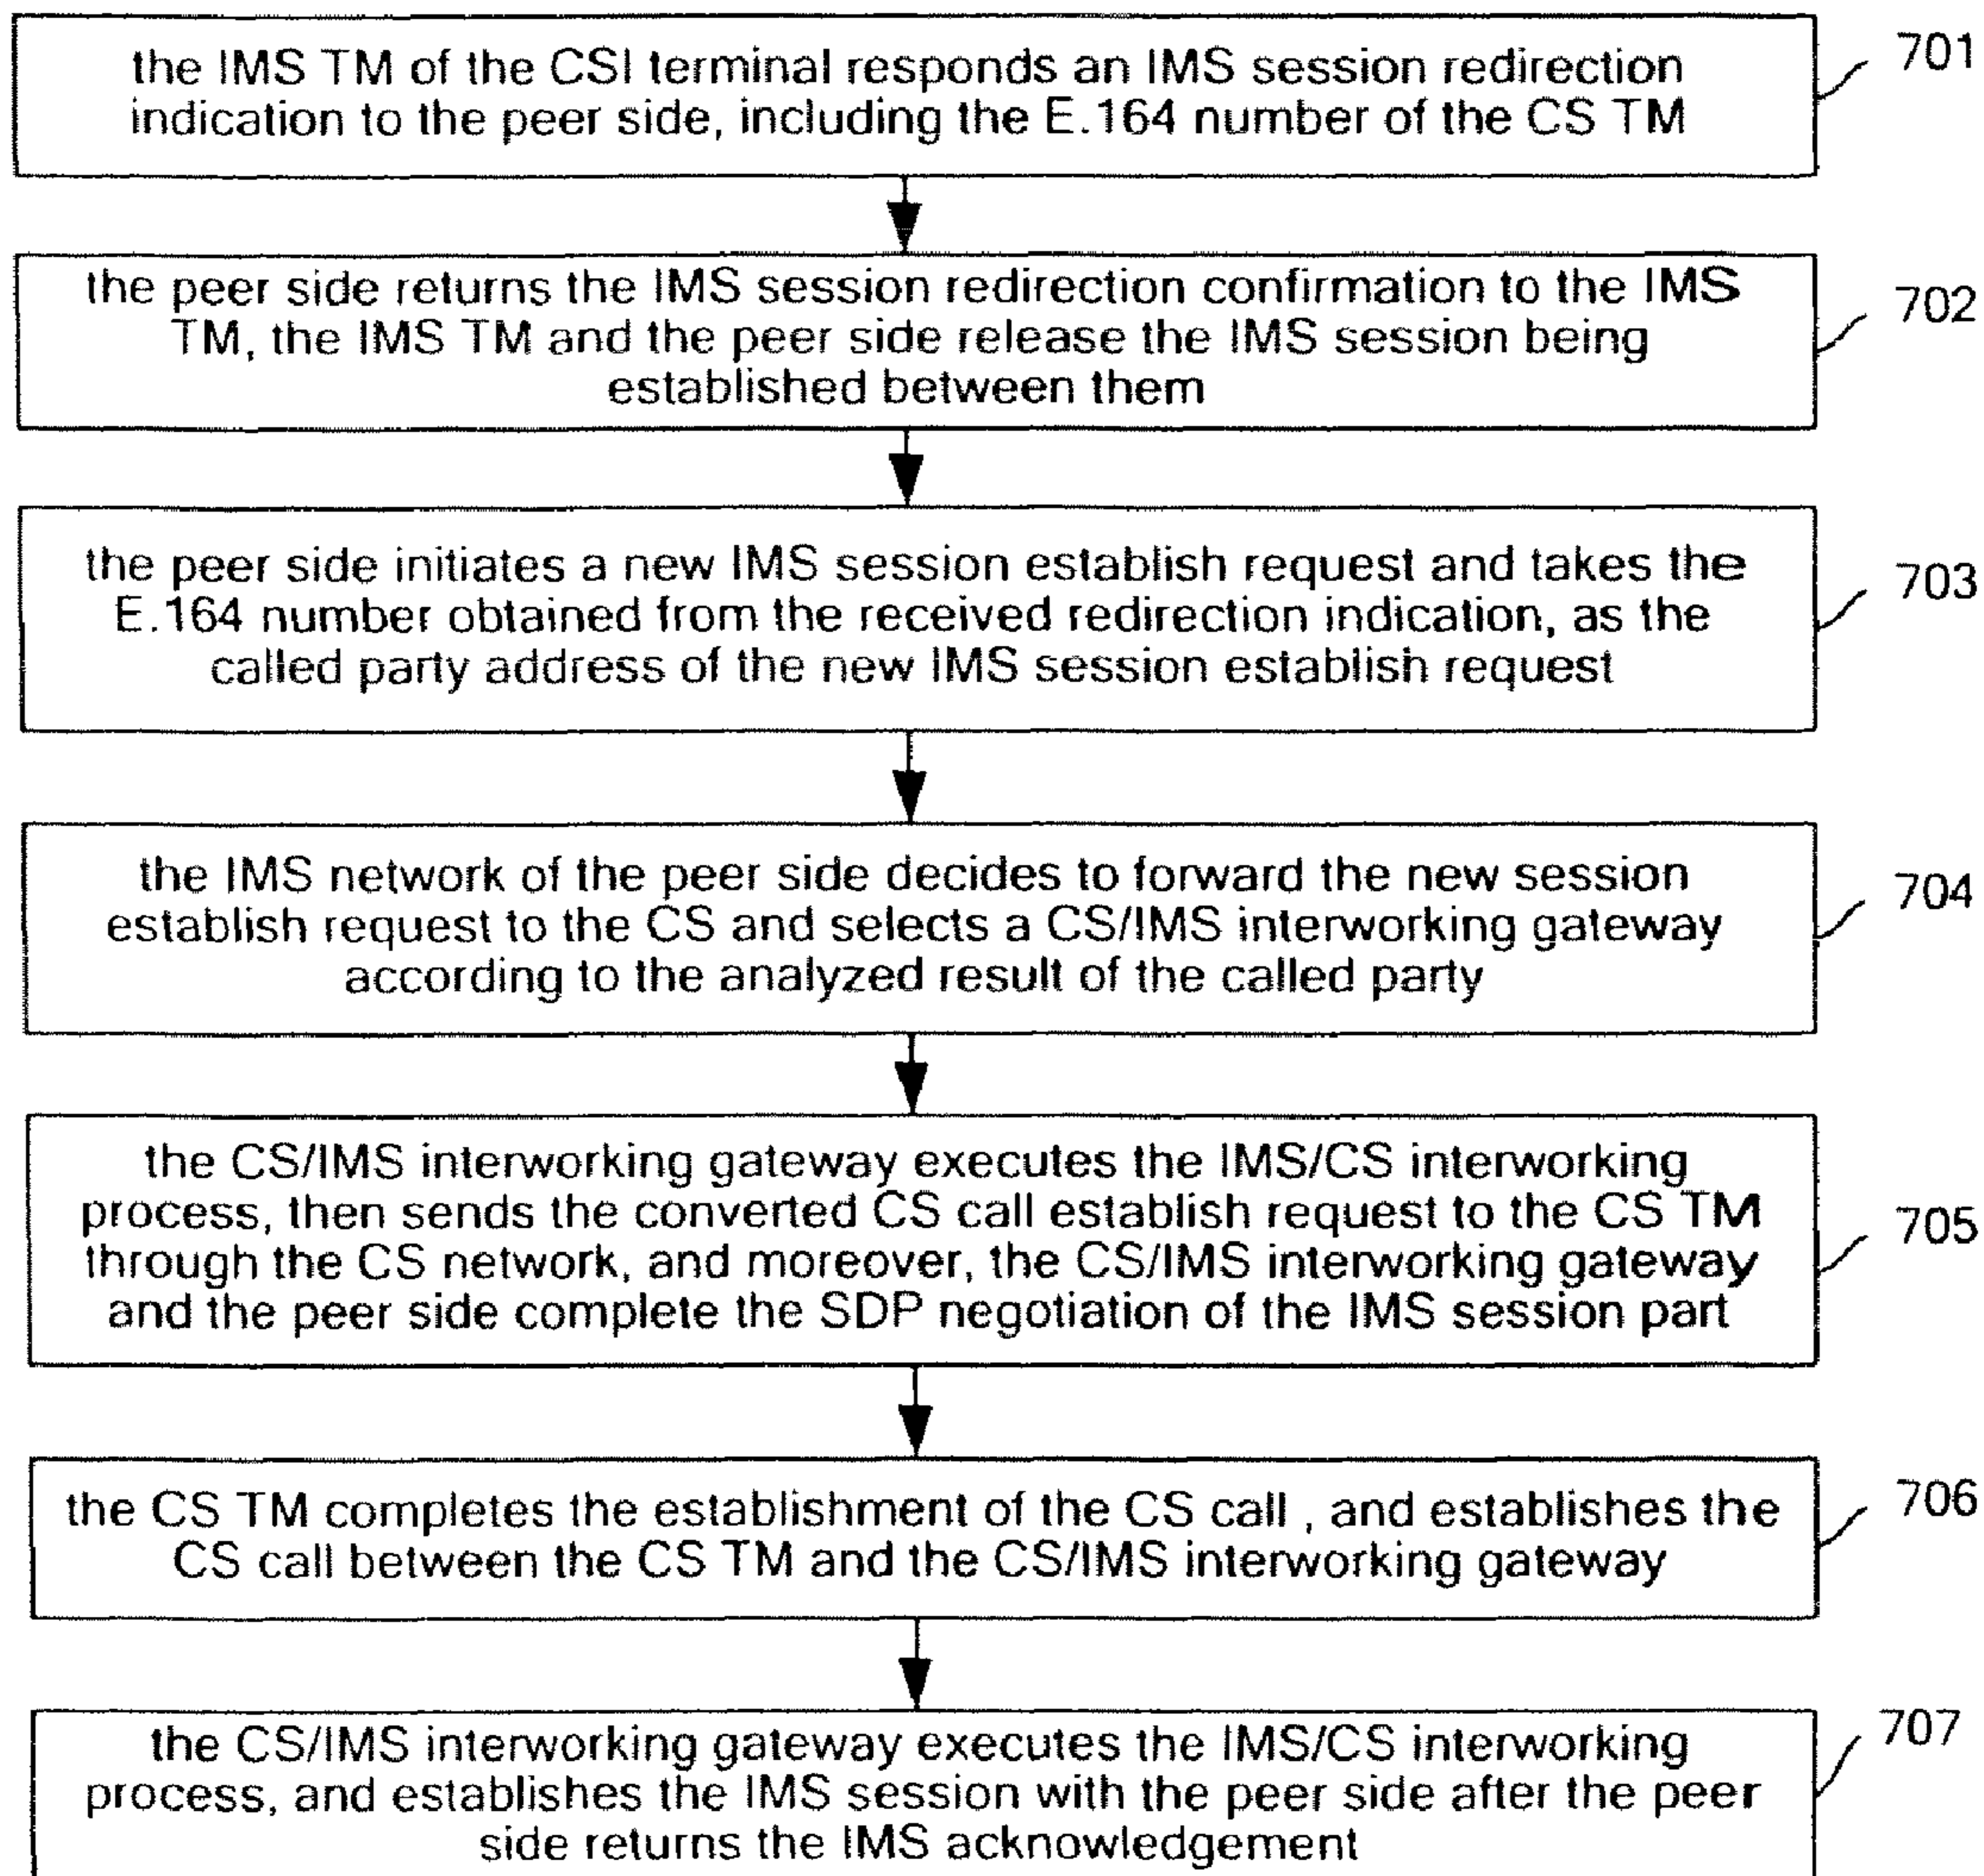 the IMS TM of the CSI terminal responds an IMS session redirection
indication to the peer side, including the E.164 number of the CS TM
701
the peer side returns the IMS session redirection confirmation to the IMS
TM, the IMS TM and the peer side release the IMS session being
established between them
702
the peer side initiates a new IMS session establish request and takes the
E.164 number obtained from the received redirection indication, as the
called party address of the new IMS session establish request
703
the IMS network of the peer side decides to forward the new session
establish request to the CS and selects a CS/IMS interworking gateway
according to the analyzed result of the called party
704
the CS/IMS interworking gateway executes the IMS/CS interworking
process, then sends the converted CS call establish request to the CS TM
through the CS network, and moreover, the CS/IMS interworking gateway
and the peer side complete the SDP negotiation of the IMS session part
705
the CS TM completes the establishment of the CS call , and establishes the
CS call between the CS TM and the CS/IMS interworking gateway
706
the CS/IMS interworking gateway executes the IMS/CS interworking
process, and establishes the IMS session with the peer side after the peer
side returns the IMS acknowledgement
707